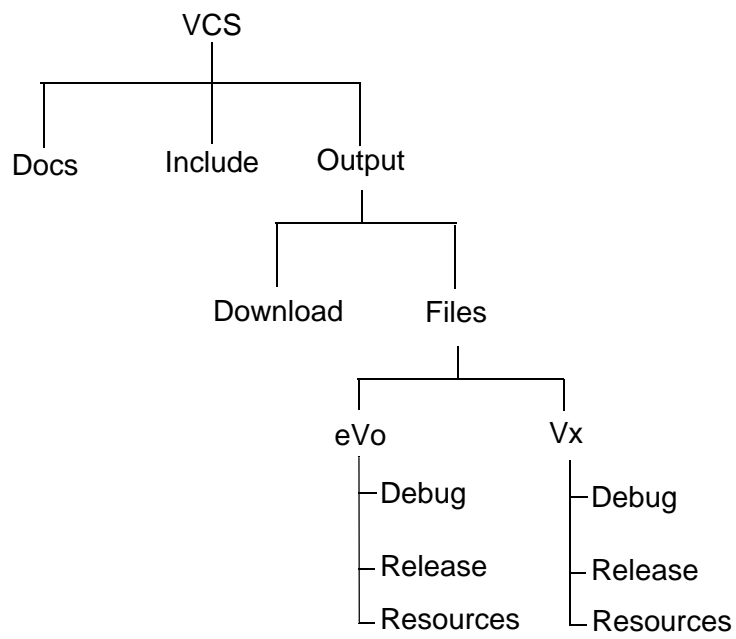 VCS
Docs
Include
Output
Download
Files
eVo
Vx
Debug
Debug
Release
Release
Resources
Resources